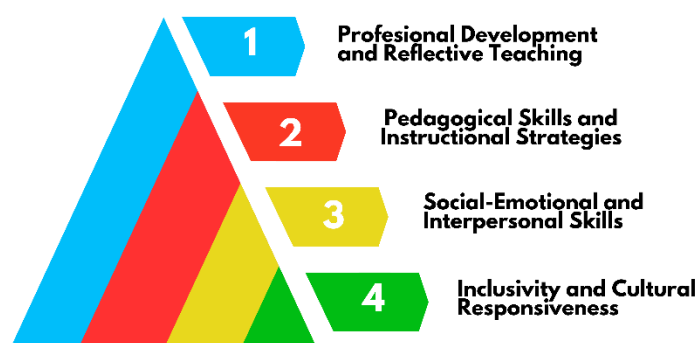 1
Profesional Development
and Reflective Teaching
2
Pedagogical Skills and
Instructional Strategies
3
Social-Emotional and
Interpersonal Skills
4
Inclusivity and Cultural
Responsiveness